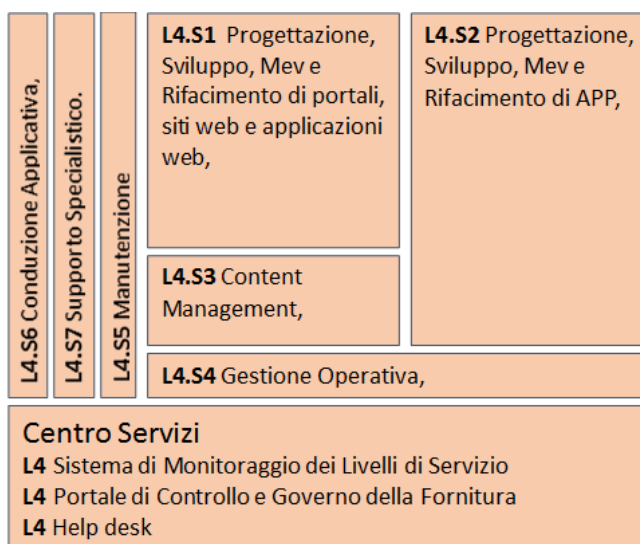 L4.S6 Conduzione Applicativa,
L4.S7 Supporto Specialistico.
L4.S5 Manutenzione
L4.S1 Progettazione,
Sviluppo, Mev e
Rifacimento di portali,
siti web e applicazioni
web,
L4.S2 Progettazione,
Sviluppo, Mev e
Rifacimento di APP,
L4.S3 Content
Management,
L4.S4 Gestione Operativa,
Centro Servizi
L4 Sistema di Monitoraggio dei Livelli di Servizio
L4 Portale di Controllo e Governo della Fornitura
L4 Help desk